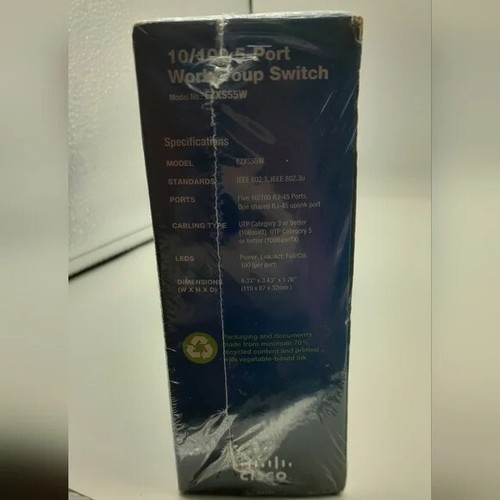 10/100 5-Port
Workgroup Switch
Model No.: EZXS55W
Specifications
MODEL EZXS55W
STANDARDS IEEE 802.3, IEEE 802.3u
PORTS Five 10/100 RJ-45 Ports,
One shared RJ-45 uplink port
CABLING TYPE UTP Category 3 or better
(10BaseT), UTP Category 5
or better (100BaseTX)
LEDS Power, Link/Act, Full/Col,
100 (per port)
DIMENSIONS
(W X H X D)
Packaging and documents
made from minimum 70%
recycled content and printed
with vegetable-based ink
CISCO